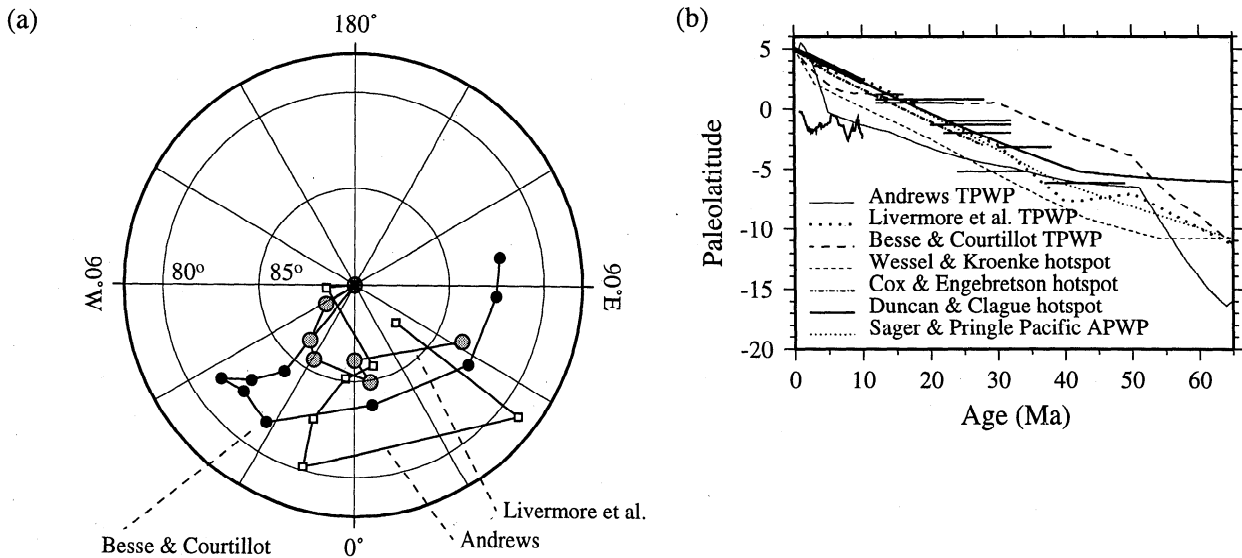 (a)
180°
90°W
80°
85°
90°E
0°
Besse & Courtillot
Livermore et al.
Andrews
(b)
5
0
-5
-10
-15
-20
Paleolatitude
Andrews TPWP
Livermore et al. TPWP
Besse & Courtillot TPWP
Wessel & Kroenke hotspot
Cox & Engebretson hotspot
Duncan & Clague hotspot
Sager & Pringle Pacific APWP
0 10 20 30 40 50 60
Age (Ma)